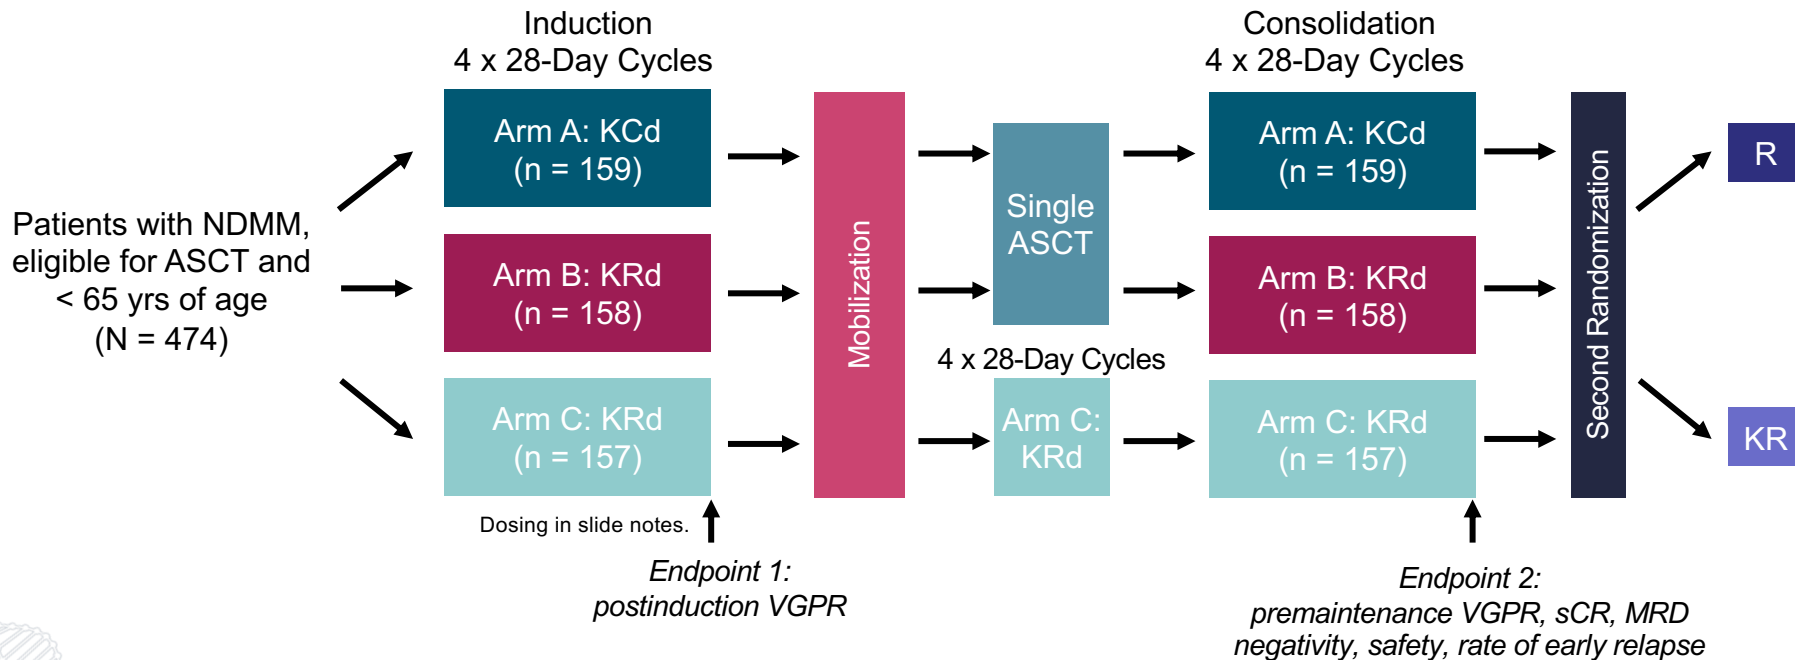 Induction
4 x 28-Day Cycles
Consolidation
4 x 28-Day Cycles
Patients with NDMM,
eligible for ASCT and
< 65 yrs of age
(N = 474)
Arm A: KCd
(n = 159)
Arm B: KRd
(n = 158)
Arm C: KRd
(n = 157)
Mobilization
Single
ASCT
4 x 28-Day Cycles
Arm C:
KRd
Arm A: KCd
(n = 159)
Arm B: KRd
(n = 158)
Arm C: KRd
(n = 157)
Second Randomization
R
KR
Dosing in slide notes.
Endpoint 1:
postinduction VGPR
Endpoint 2:
premaintenance VGPR, sCR, MRD
negativity, safety, rate of early relapse